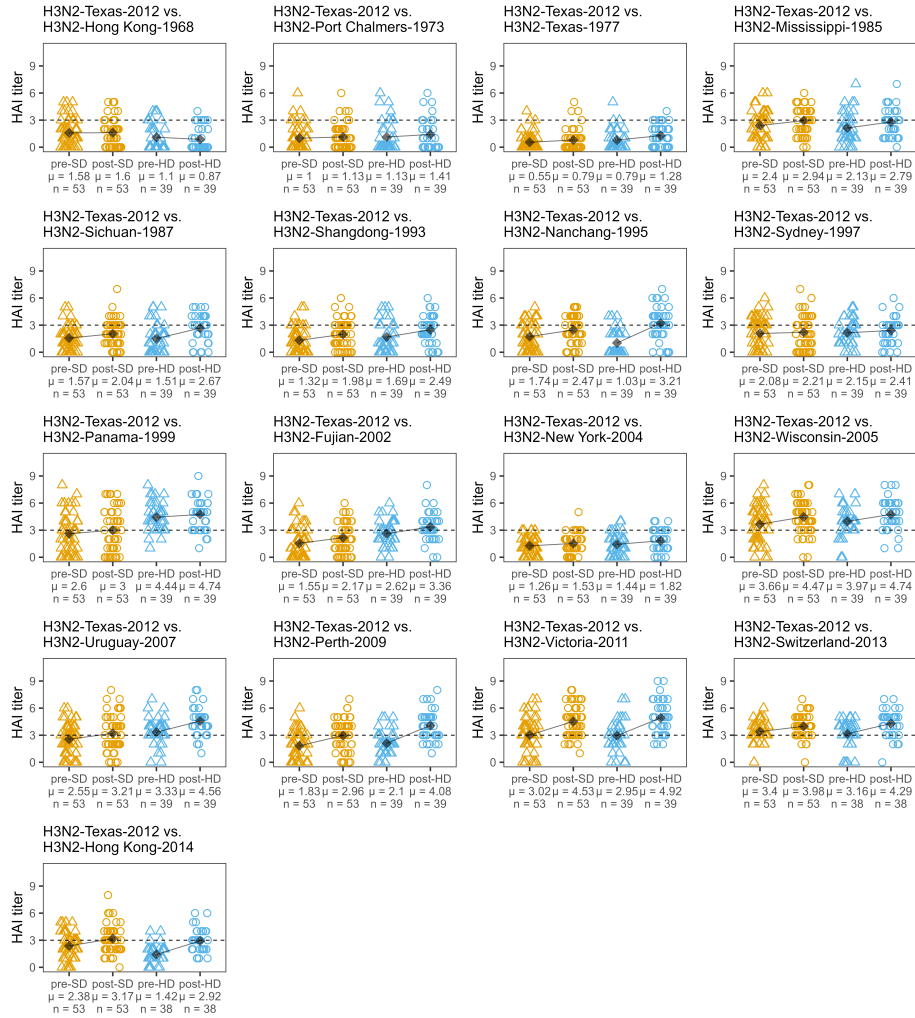 H3N2-Texas-2012 vs.
H3N2-Hong Kong-1968
HAI titer
9
6
3
0
pre-SD post-SD pre-HD post-HD
μ = 1.58 μ = 1.6 μ = 1.1 μ = 0.87
n = 53 n = 53 n = 39 n = 39
H3N2-Texas-2012 vs.
H3N2-Port Chalmers-1973
HAI titer
9
6
3
0
pre-SD post-SD pre-HD post-HD
μ = 1 μ = 1.13 μ = 1.13 μ = 1.41
n = 53 n = 53 n = 39 n = 39
H3N2-Texas-2012 vs.
H3N2-Texas-1977
HAI titer
9
6
3
0
pre-SD post-SD pre-HD post-HD
μ = 0.55 μ = 0.79 μ = 0.79 μ = 1.28
n = 53 n = 53 n = 39 n = 39
H3N2-Texas-2012 vs.
H3N2-Mississippi-1985
HAI titer
9
6
3
0
pre-SD post-SD pre-HD post-HD
μ = 2.4 μ = 2.94 μ = 2.13 μ = 2.79
n = 53 n = 53 n = 39 n = 39
H3N2-Texas-2012 vs.
H3N2-Sichuan-1987
HAI titer
9
6
3
0
pre-SD post-SD pre-HD post-HD
μ = 1.57 μ = 2.04 μ = 1.51 μ = 2.67
n = 53 n = 53 n = 39 n = 39
H3N2-Texas-2012 vs.
H3N2-Shangdong-1993
HAI titer
9
6
3
0
pre-SD post-SD pre-HD post-HD
μ = 1.32 μ = 1.98 μ = 1.69 μ = 2.49
n = 53 n = 53 n = 39 n = 39
H3N2-Texas-2012 vs.
H3N2-Nanchang-1995
HAI titer
9
6
3
0
pre-SD post-SD pre-HD post-HD
μ = 1.74 μ = 2.47 μ = 1.03 μ = 3.21
n = 53 n = 53 n = 39 n = 39
H3N2-Texas-2012 vs.
H3N2-Sydney-1997
HAI titer
9
6
3
0
pre-SD post-SD pre-HD post-HD
μ = 2.08 μ = 2.21 μ = 2.15 μ = 2.41
n = 53 n = 53 n = 39 n = 39
H3N2-Texas-2012 vs.
H3N2-Panama-1999
HAI titer
9
6
3
0
pre-SD post-SD pre-HD post-HD
μ = 2.6 μ = 3 μ = 4.44 μ = 4.74
n = 53 n = 53 n = 39 n = 39
H3N2-Texas-2012 vs.
H3N2-Fujian-2002
HAI titer
9
6
3
0
pre-SD post-SD pre-HD post-HD
μ = 1.55 μ = 2.17 μ = 2.62 μ = 3.36
n = 53 n = 53 n = 39 n = 39
H3N2-Texas-2012 vs.
H3N2-New York-2004
HAI titer
9
6
3
0
pre-SD post-SD pre-HD post-HD
μ = 1.26 μ = 1.53 μ = 1.44 μ = 1.82
n = 53 n = 53 n = 39 n = 39
H3N2-Texas-2012 vs.
H3N2-Wisconsin-2005
HAI titer
9
6
3
0
pre-SD post-SD pre-HD post-HD
μ = 3.66 μ = 4.47 μ = 3.97 μ = 4.74
n = 53 n = 53 n = 39 n = 39
H3N2-Texas-2012 vs.
H3N2-Uruguay-2007
HAI titer
9
6
3
0
pre-SD post-SD pre-HD post-HD
μ = 2.55 μ = 3.21 μ = 3.33 μ = 4.56
n = 53 n = 53 n = 39 n = 39
H3N2-Texas-2012 vs.
H3N2-Perth-2009
HAI titer
9
6
3
0
pre-SD post-SD pre-HD post-HD
μ = 1.83 μ = 2.96 μ = 2.1 μ = 4.08
n = 53 n = 53 n = 39 n = 39
H3N2-Texas-2012 vs.
H3N2-Victoria-2011
HAI titer
9
6
3
0
pre-SD post-SD pre-HD post-HD
μ = 3.02 μ = 4.53 μ = 2.95 μ = 4.92
n = 53 n = 53 n = 39 n = 39
H3N2-Texas-2012 vs.
H3N2-Switzerland-2013
HAI titer
9
6
3
0
pre-SD post-SD pre-HD post-HD
μ = 3.4 μ = 3.98 μ = 3.16 μ = 4.29
n = 53 n = 53 n = 38 n = 38
H3N2-Texas-2012 vs.
H3N2-Hong Kong-2014
HAI titer
9
6
3
0
pre-SD post-SD pre-HD post-HD
μ = 2.38 μ = 3.17 μ = 1.42 μ = 2.92
n = 53 n = 53 n = 38 n = 38